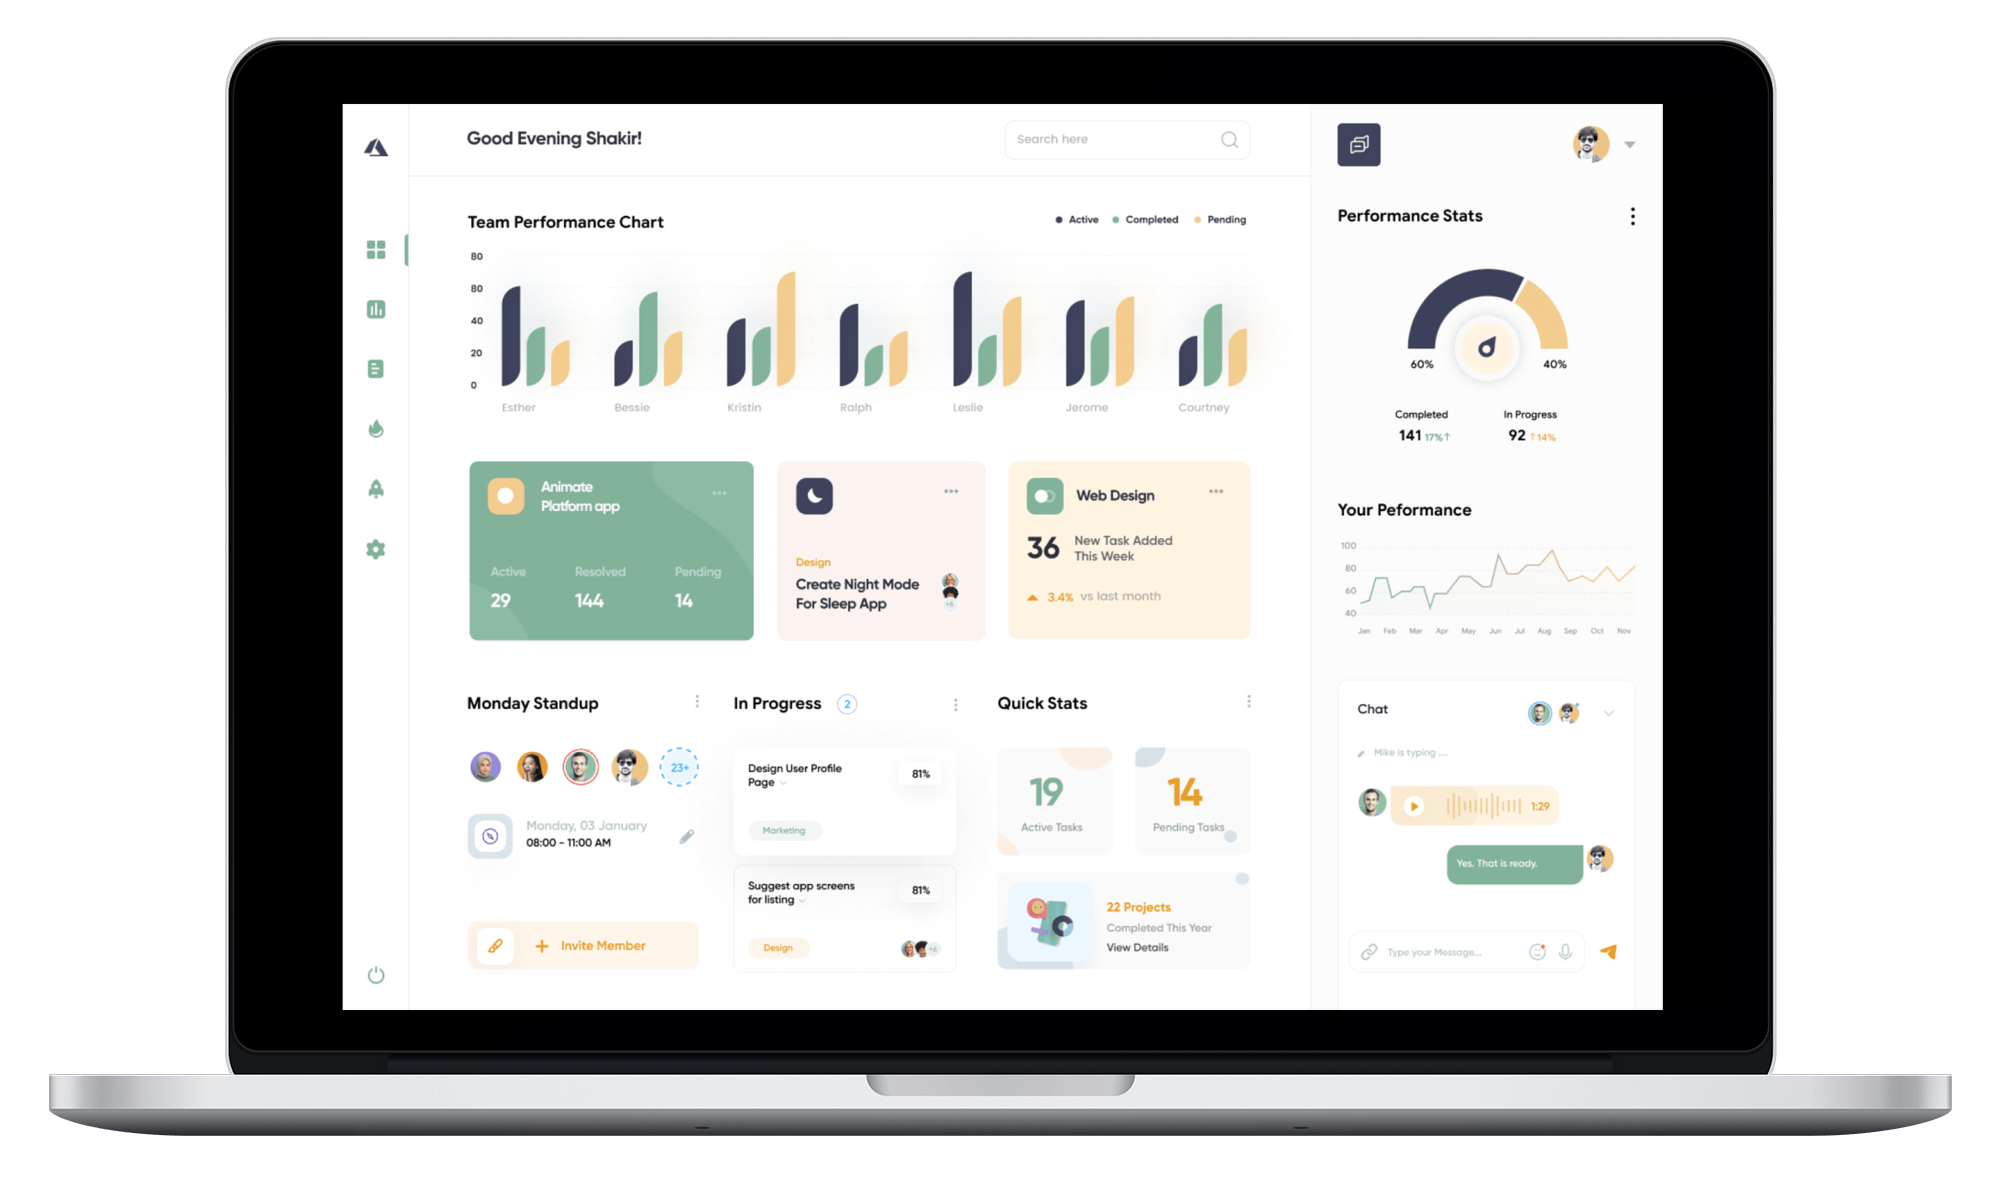 Good Evening Shakir!
Search here
Team Performance Chart
Active
Completed
Pending
80
80
40
20
0
Esther
Bessie
Kristin
Ralph
Leslie
Jerome
Courtney
Animate
Platform app
Active
Resolved
Pending
29
144
14
Design
Create Night Mode
For Sleep App
+6
Web Design
36
New Task Added
This Week
3.4% vs last month
Monday Standup
23+
Monday, 03 January
08:00 - 11:00 AM
Invite Member
In Progress
2
Design User Profile
Page
81%
Marketing
Suggest app screens
for listing
81%
Design
+6
Quick Stats
19
Active Tasks
14
Pending Tasks
22 Projects
Completed This Year
View Details
Performance Stats
60%
40%
Completed
In Progress
141 17%↑
92 ↑14%
Your Peformance
100
80
60
40
Jan
Feb
Mar
Apr
May
Jun
Jul
Aug
Sep
Oct
Nov
Chat
Mike is typing ....
1:29
Yes. That is ready.
Type your Message...